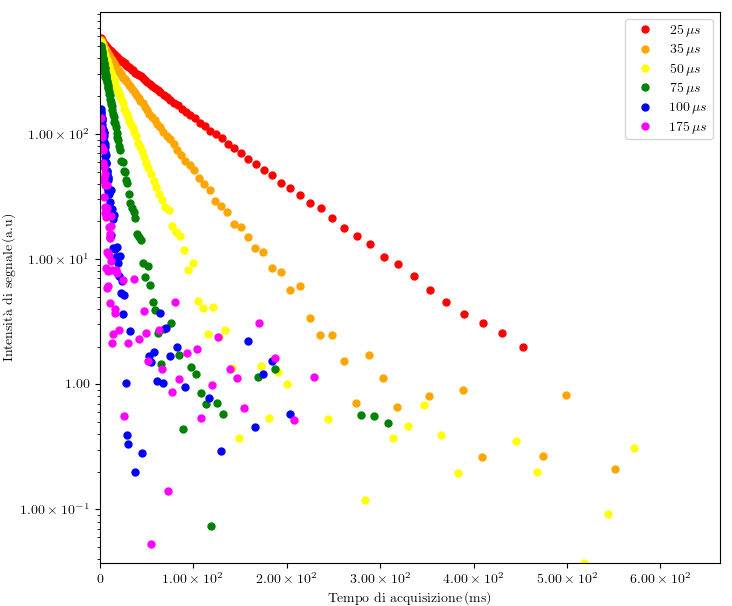 25 μs
35 μs
50 μs
75 μs
100 μs
175 μs
1.00 × 10²
1.00 × 10¹
1.00
1.00 × 10⁻¹
Intensità di segnale (a.u)
0 1.00 × 10² 2.00 × 10² 3.00 × 10² 4.00 × 10² 5.00 × 10² 6.00 × 10²
Tempo di acquisizione (ms)